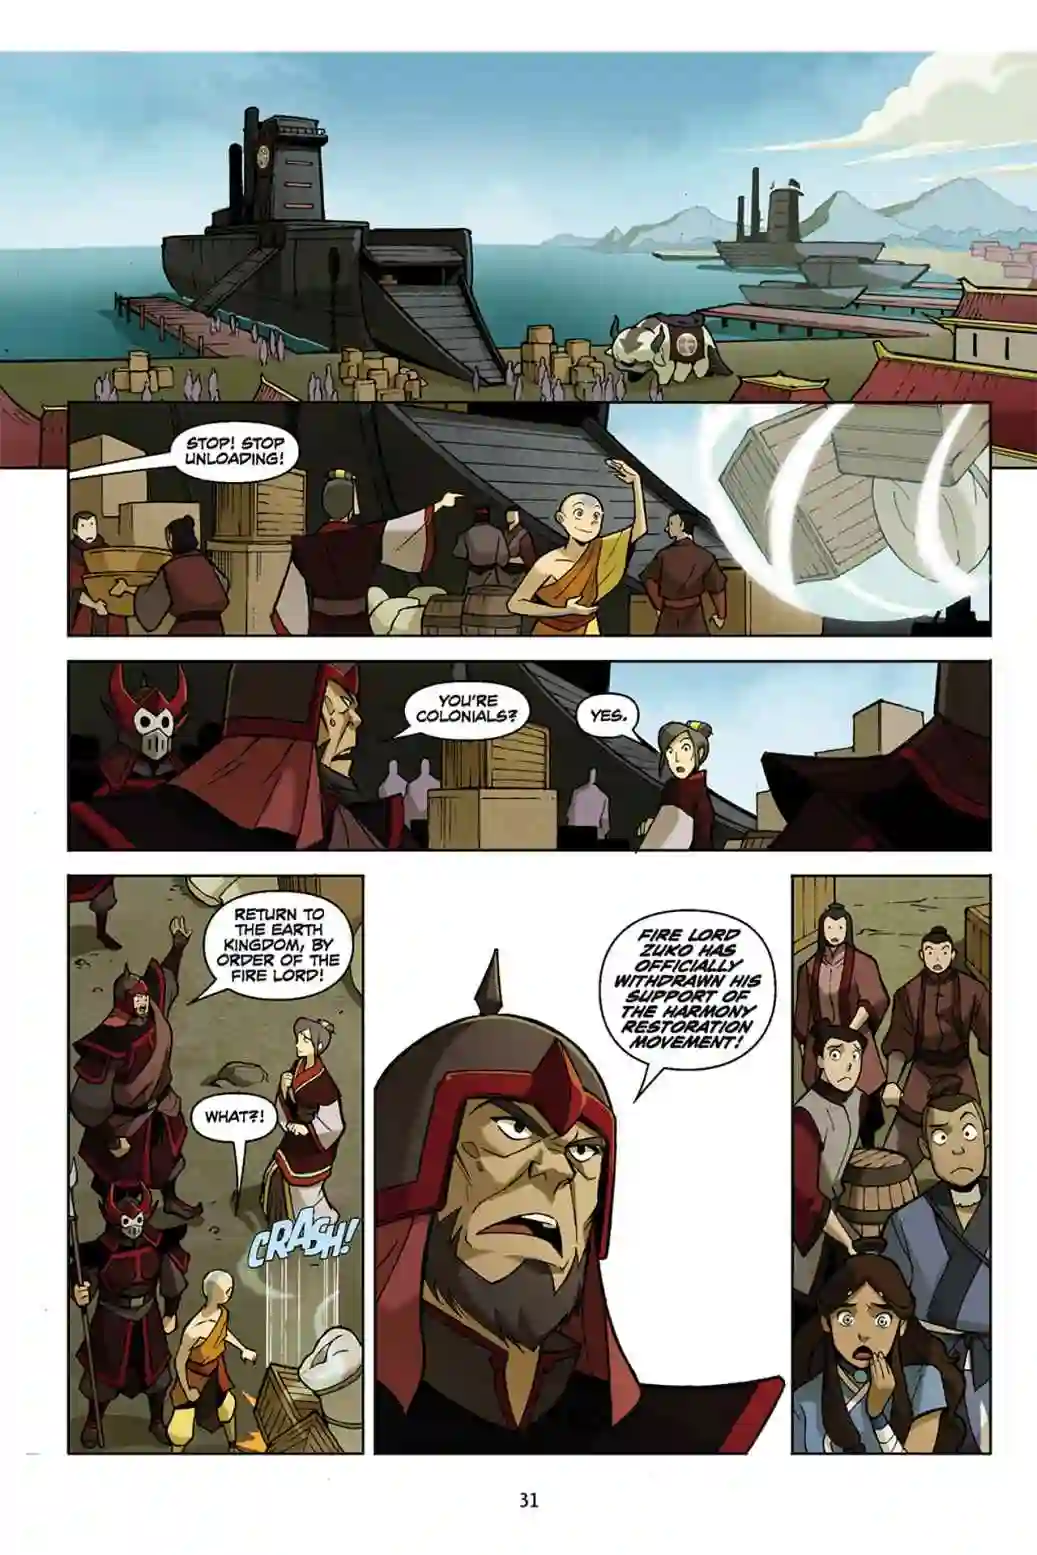 STOP! STOP
UNLOADING!
YOU'RE
COLONIALS?
YES.
RETURN TO
THE EARTH
KINGDOM, BY
ORDER OF THE
FIRE LORD!
WHAT?!
CRASH!
FIRE LORD
ZUKO HAS
OFFICIALLY
WITHDRAWN HIS
SUPPORT OF
THE HARMONY
RESTORATION
MOVEMENT!
31